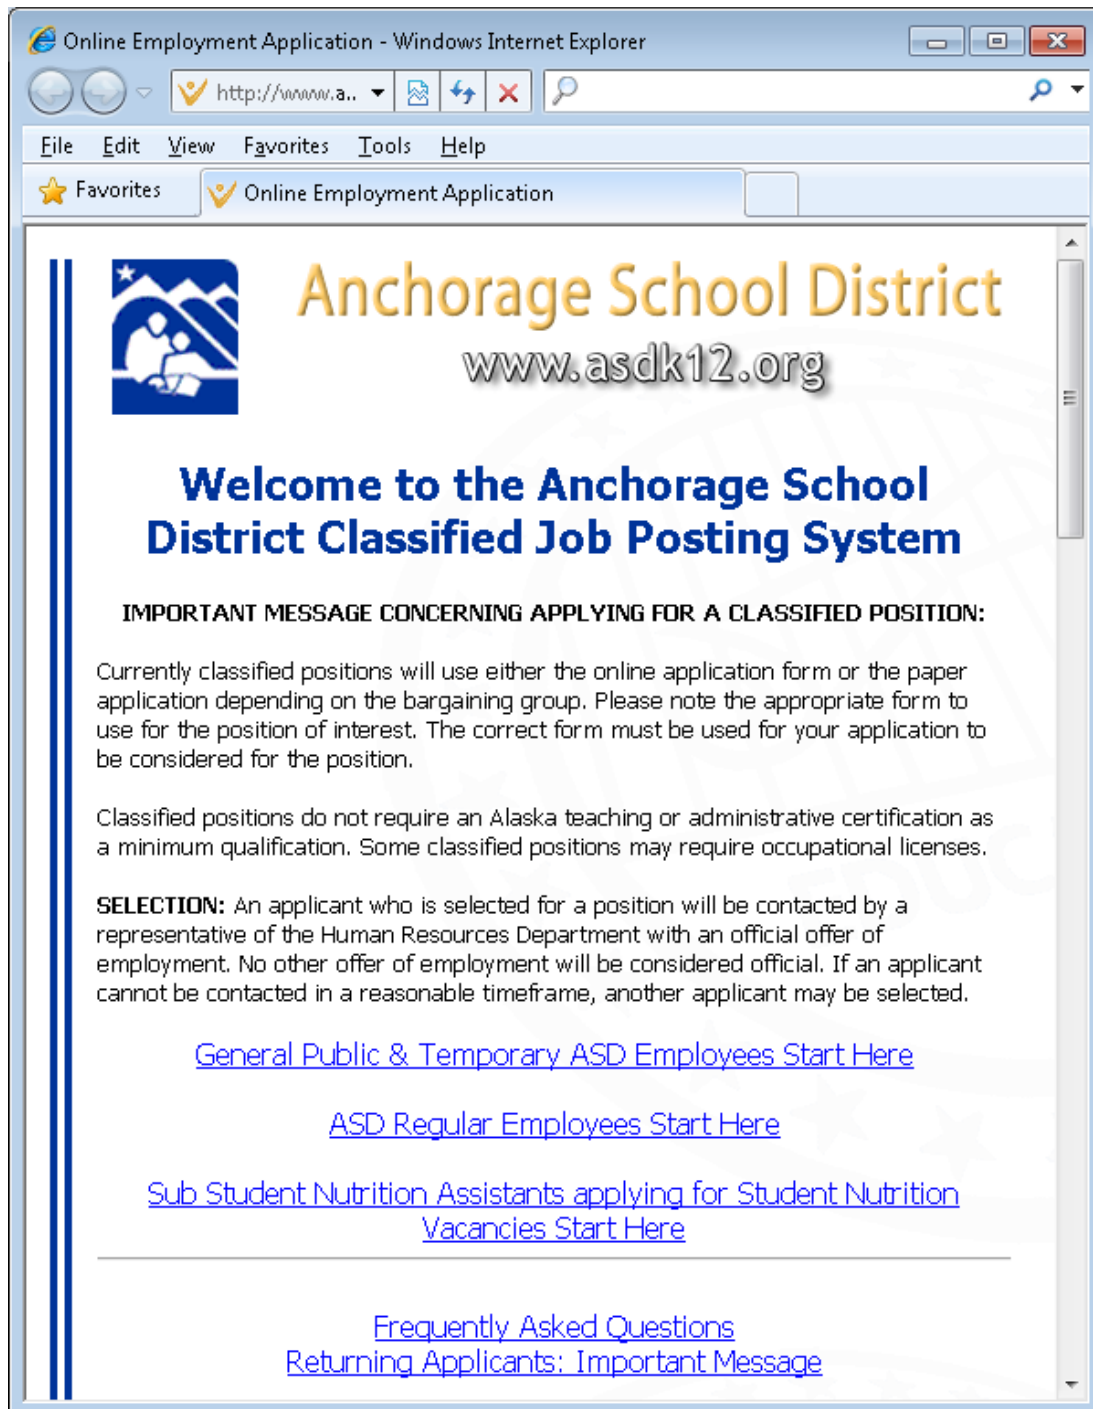 Online Employment Application - Windows Internet Explorer
http://www.a..
File Edit View Favorites Tools Help
Favorites
Online Employment Application
Anchorage School District
www.asdk12.org
Welcome to the Anchorage School
District Classified Job Posting System
IMPORTANT MESSAGE CONCERNING APPLYING FOR A CLASSIFIED POSITION:
Currently classified positions will use either the online application form or the paper
application depending on the bargaining group. Please note the appropriate form to
use for the position of interest. The correct form must be used for your application to
be considered for the position.
Classified positions do not require an Alaska teaching or administrative certification as
a minimum qualification. Some classified positions may require occupational licenses.
SELECTION: An applicant who is selected for a position will be contacted by a
representative of the Human Resources Department with an official offer of
employment. No other offer of employment will be considered official. If an applicant
cannot be contacted in a reasonable timeframe, another applicant may be selected.
General Public & Temporary ASD Employees Start Here
ASD Regular Employees Start Here
Sub Student Nutrition Assistants applying for Student Nutrition
Vacancies Start Here
Frequently Asked Questions
Returning Applicants: Important Message